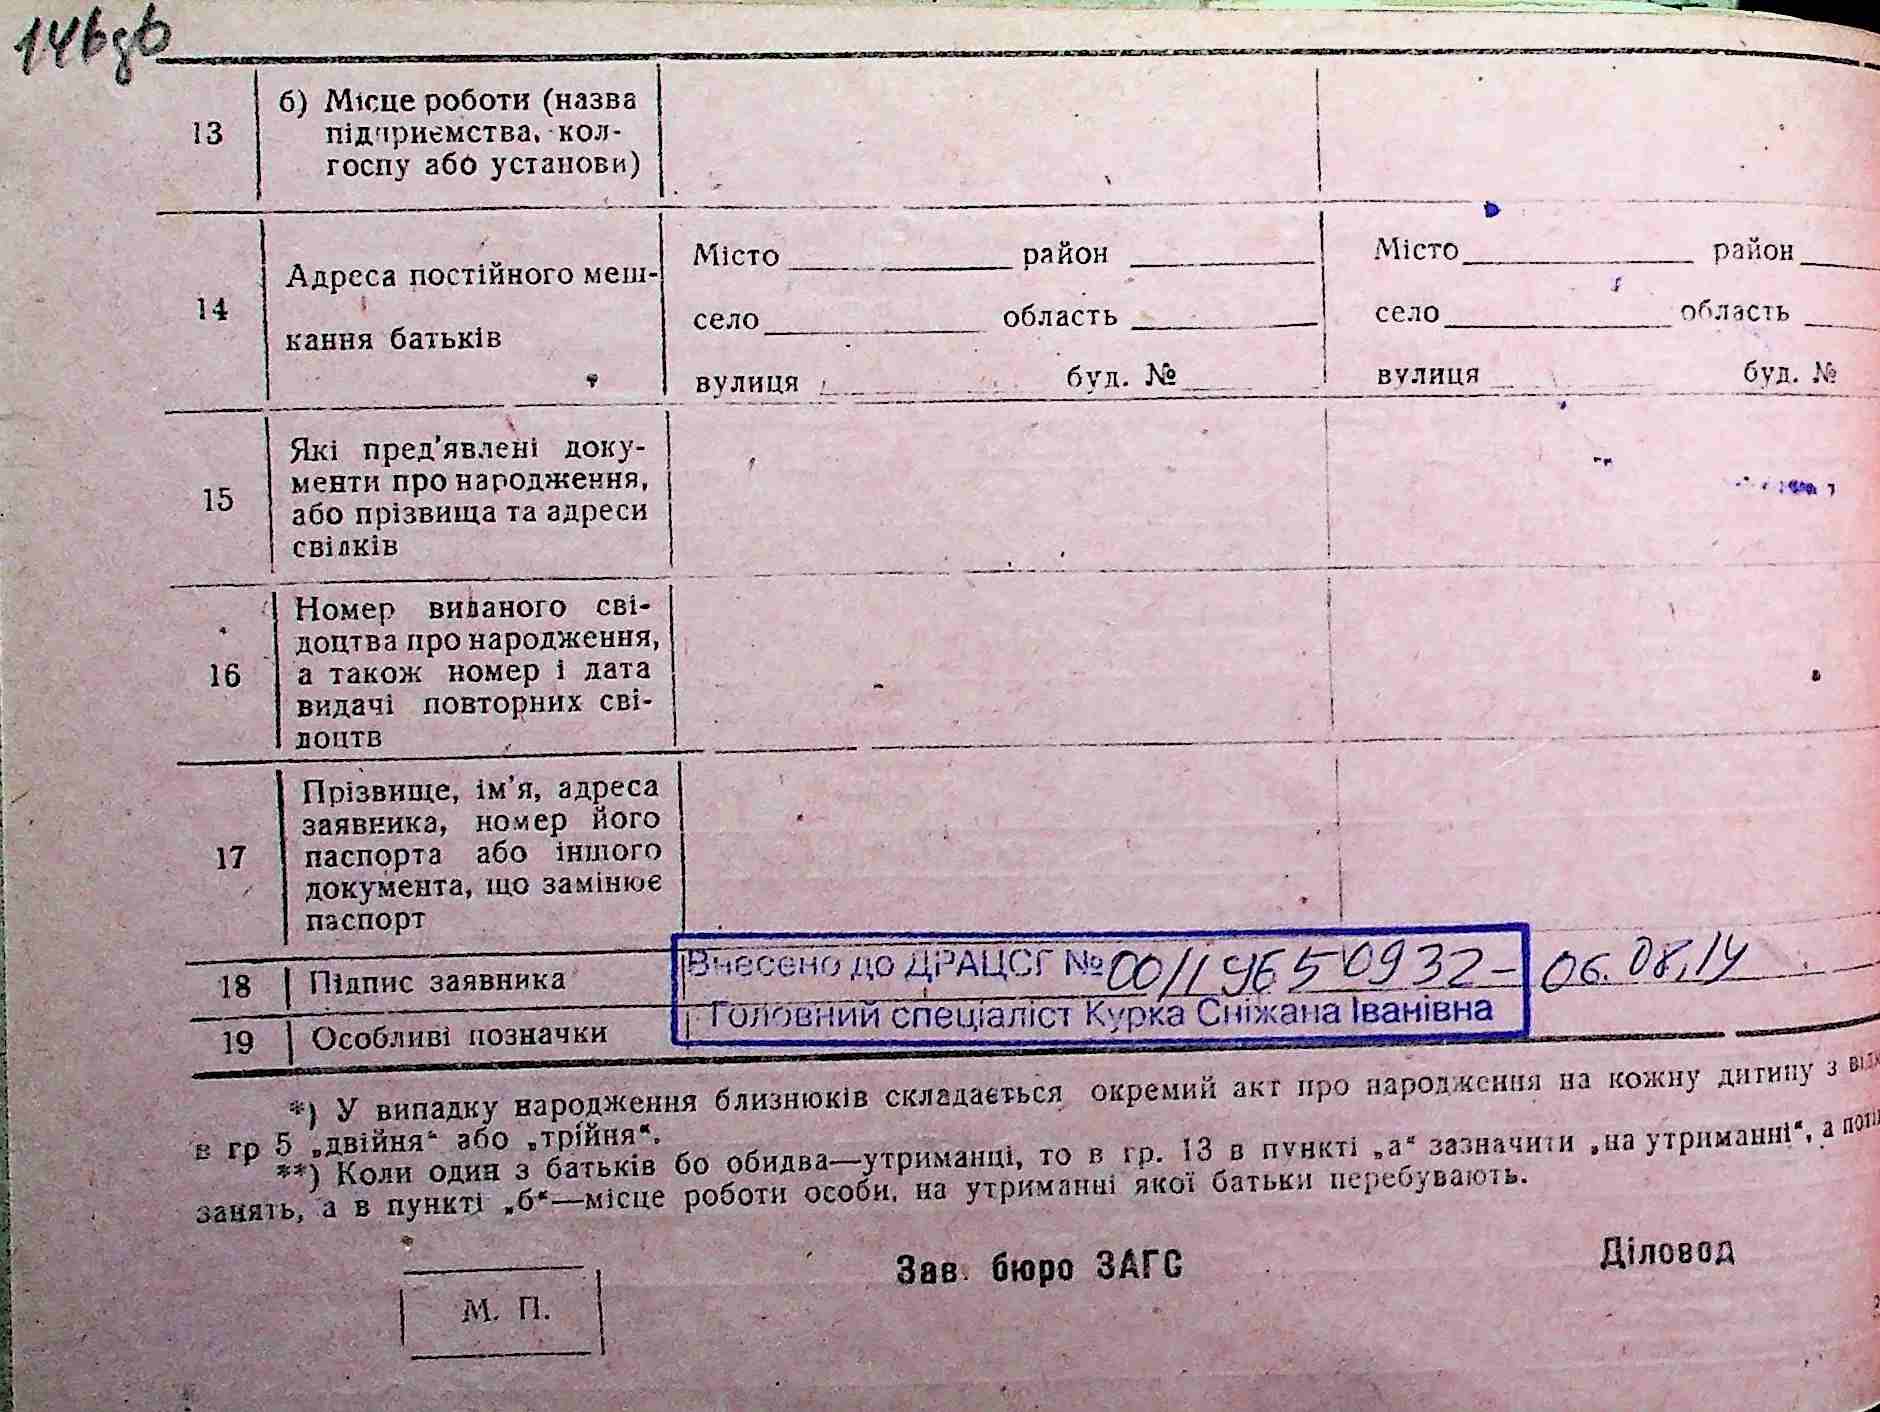 146зв
13
б) Місце роботи (назва
підприємства, кол-
госпу або установи)
14
Адреса постійного меш-
кання батьків
Місто район
село область
вулиця буд. №
Місто район
село область
вулиця буд. №
15
Які пред'явлені доку-
менти про народження,
або прізвища та адреси
свідків
16
Номер виданого сві-
доцтва про народження,
а також номер і дата
видачі повторних сві-
доцтв
17
Прізвище, ім'я, адреса
заявника, номер його
паспорта або іншого
документа, що замінює
паспорт
18 Підпис заявника
Внесено до ДРАЦСГ № 0011965 0932 - 06.08.14
Головний спеціаліст Курка Сніжана Іванівна
19 Особливі позначки
*) У випадку народження близнюків складається окремий акт про народження на кожну дитину з
в гр 5 „двійня“ або „трійня“.
**) Коли один з батьків бо обидва—утриманці, то в гр. 13 в пункті „а“ зазначити „на утриманні“, а
занять, а в пункті „б“—місце роботи особи, на утриманні якої батьки перебувають.
Зав. бюро ЗАГС
Діловод
М. П.